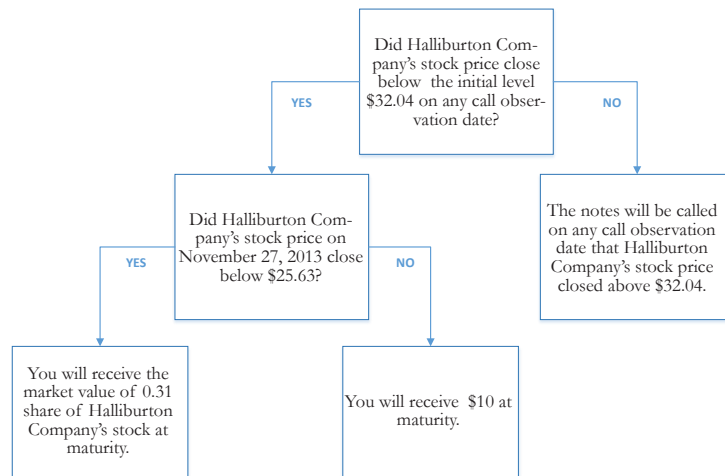 Did Halliburton Com-
pany's stock price close
below the initial level
$32.04 on any call obser-
vation date?
YES
NO
Did Halliburton Com-
pany's stock price on
November 27, 2013 close
below $25.63?
The notes will be called
on any call observation
date that Halliburton
Company's stock price
closed above $32.04.
YES
NO
You will receive the
market value of 0.31
share of Halliburton
Company's stock at
maturity.
You will receive $10 at
maturity.